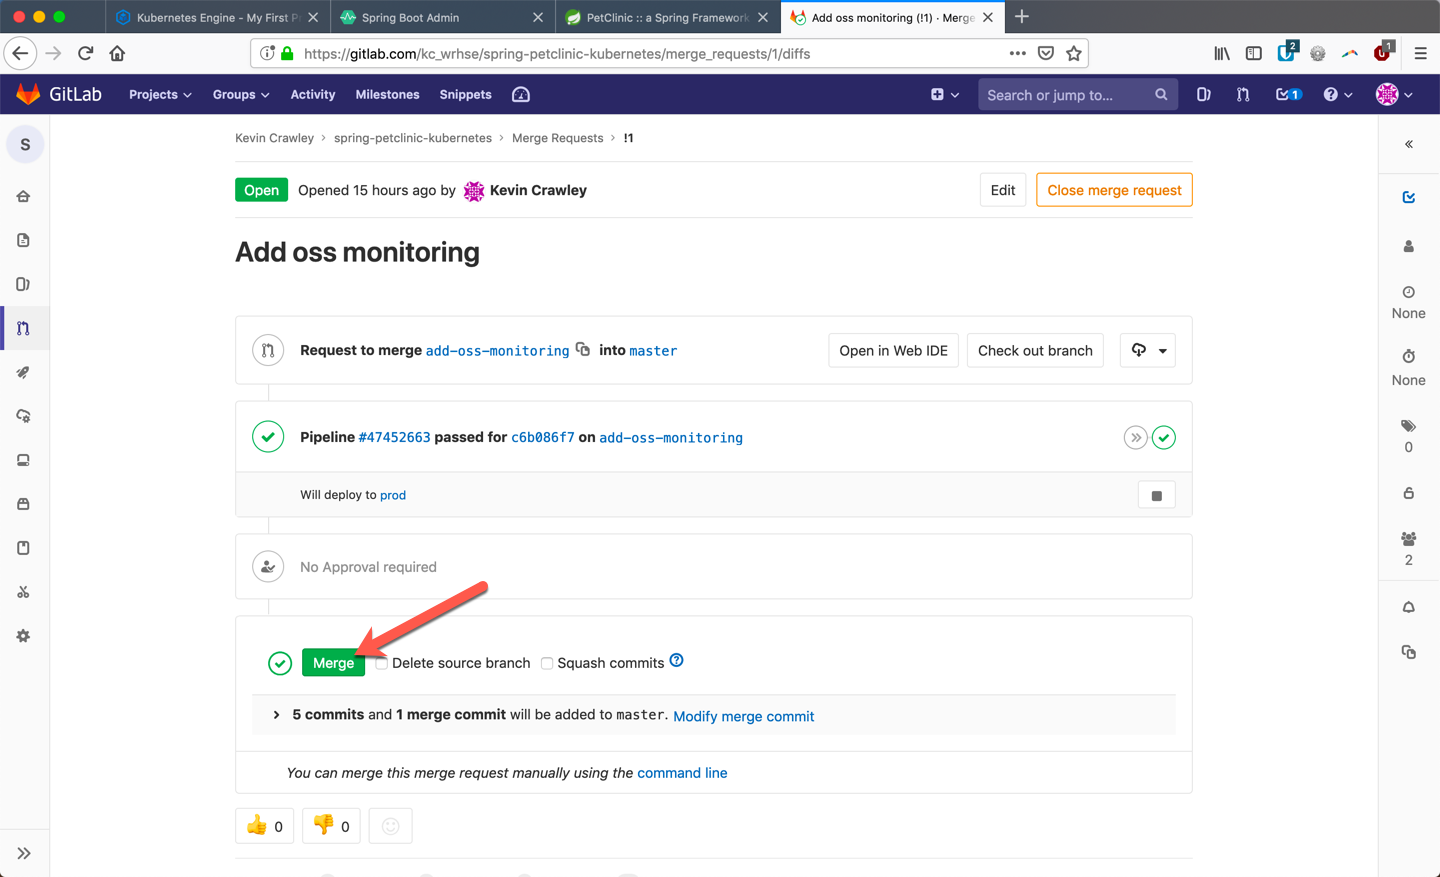 Kubernetes Engine - My First P
Spring Boot Admin
PetClinic :: a Spring Framework
Add oss monitoring (!1) · Merge
https://gitlab.com/kc_wrhse/spring-petclinic-kubernetes/merge_requests/1/diffs
2
1
GitLab
Projects
Groups
Activity
Milestones
Snippets
Search or jump to...
1
S
Kevin Crawley > spring-petclinic-kubernetes > Merge Requests > !1
Open
Opened 15 hours ago by Kevin Crawley
Edit
Close merge request
Add oss monitoring
Request to merge add-oss-monitoring into master
Open in Web IDE
Check out branch
None
None
Pipeline #47452663 passed for c6b086f7 on add-oss-monitoring
0
Will deploy to prod
No Approval required
2
Merge
Delete source branch
Squash commits
5 commits and 1 merge commit will be added to master. Modify merge commit
You can merge this merge request manually using the command line
0
0